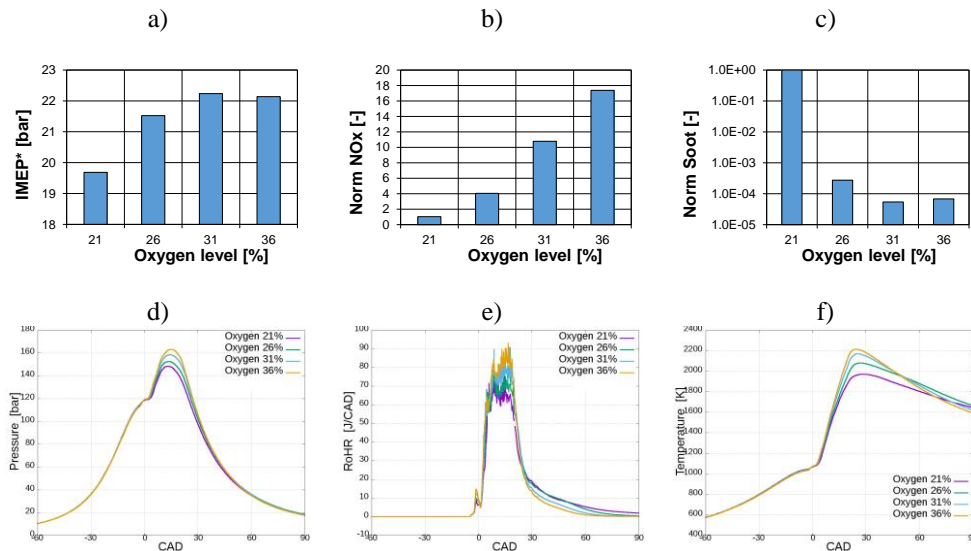 a)
b)
c)
23
22
21
20
19
18
IMEP* [bar]
21
26
31
36
Oxygen level [%]
20
18
16
14
12
10
8
6
4
2
0
Norm NOx [-]
21
26
31
36
Oxygen level [%]
1.0E+00
1.0E-01
1.0E-02
1.0E-03
1.0E-04
1.0E-05
Norm Soot [-]
21
26
31
36
Oxygen level [%]
d)
e)
f)
180
160
140
120
100
80
60
40
20
0
Pressure [bar]
Oxygen 21%
Oxygen 26%
Oxygen 31%
Oxygen 36%
-60
-30
0
30
60
90
CAD
100
90
80
70
60
50
40
30
20
10
0
-10
RoHR [J/CAD]
Oxygen 21%
Oxygen 26%
Oxygen 31%
Oxygen 36%
-60
-30
0
30
60
90
CAD
2400
2200
2000
1800
1600
1400
1200
1000
800
600
400
Temperature [K]
Oxygen 21%
Oxygen 26%
Oxygen 31%
Oxygen 36%
-60
-30
0
30
60
90
CAD